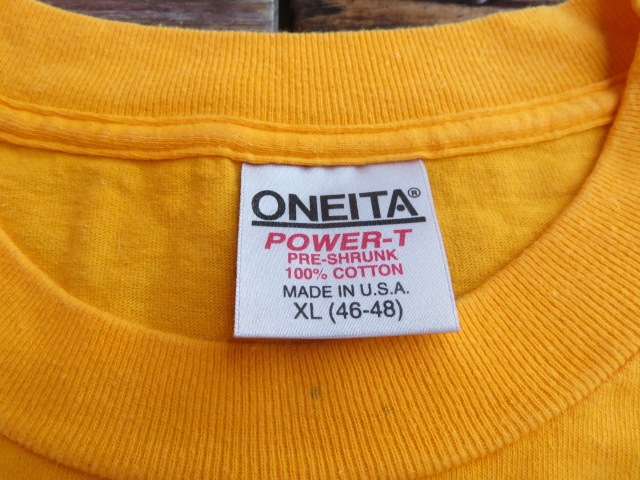 ONEITA®
POWER-T
PRE-SHRUNK
100% COTTON
MADE IN U.S.A.
XL (46-48)